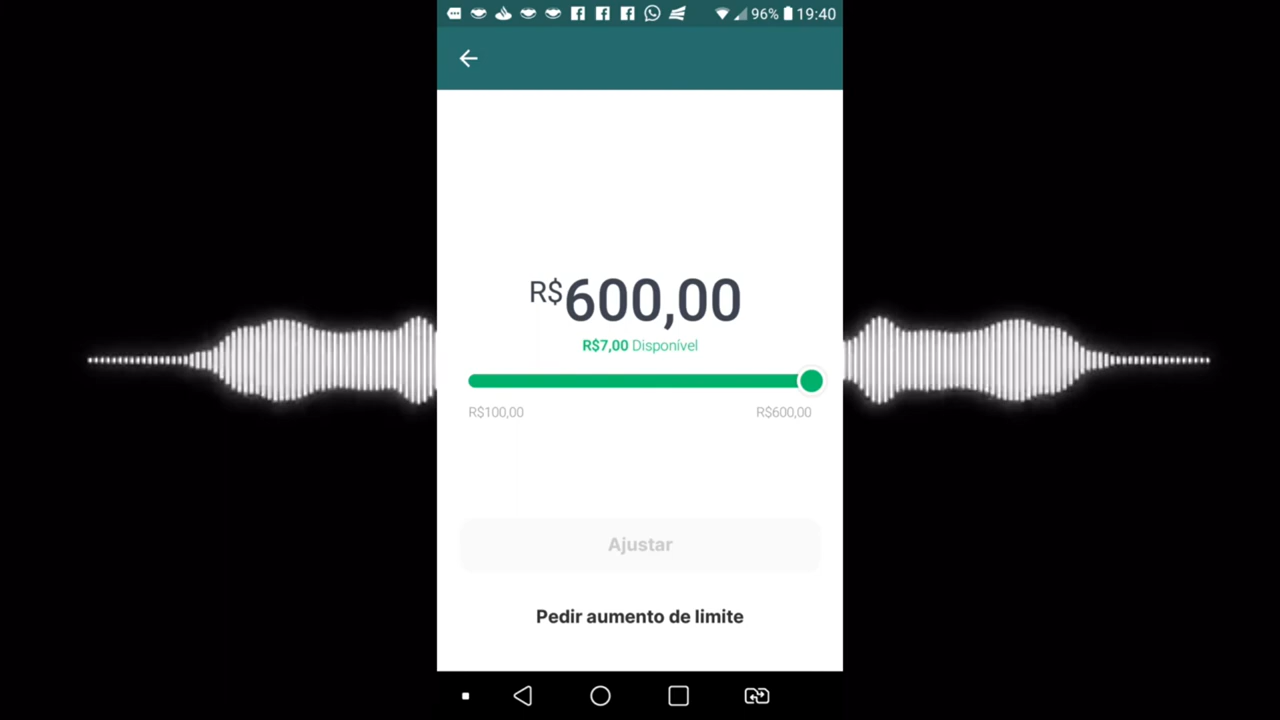 96% 19:40
R$600,00
R$7,00 Disponível
R$100,00 R$600,00
Ajustar
Pedir aumento de limite